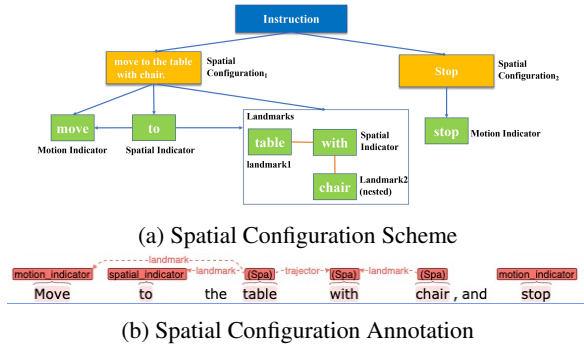 Instruction
move to the table
with chair.
Spatial
Configuration1
Stop
Spatial
Configuration2
move
to
Motion Indicator
Spatial Indicator
Landmarks
table
with
Spatial
Indicator
landmark1
chair
Landmark2
(nested)
stop
Motion Indicator
(a) Spatial Configuration Scheme
landmark
motion_indicator spatial_indicator landmark (Spa) trajector (Spa) landmark (Spa) motion_indicator
Move to the table with chair , and stop
(b) Spatial Configuration Annotation